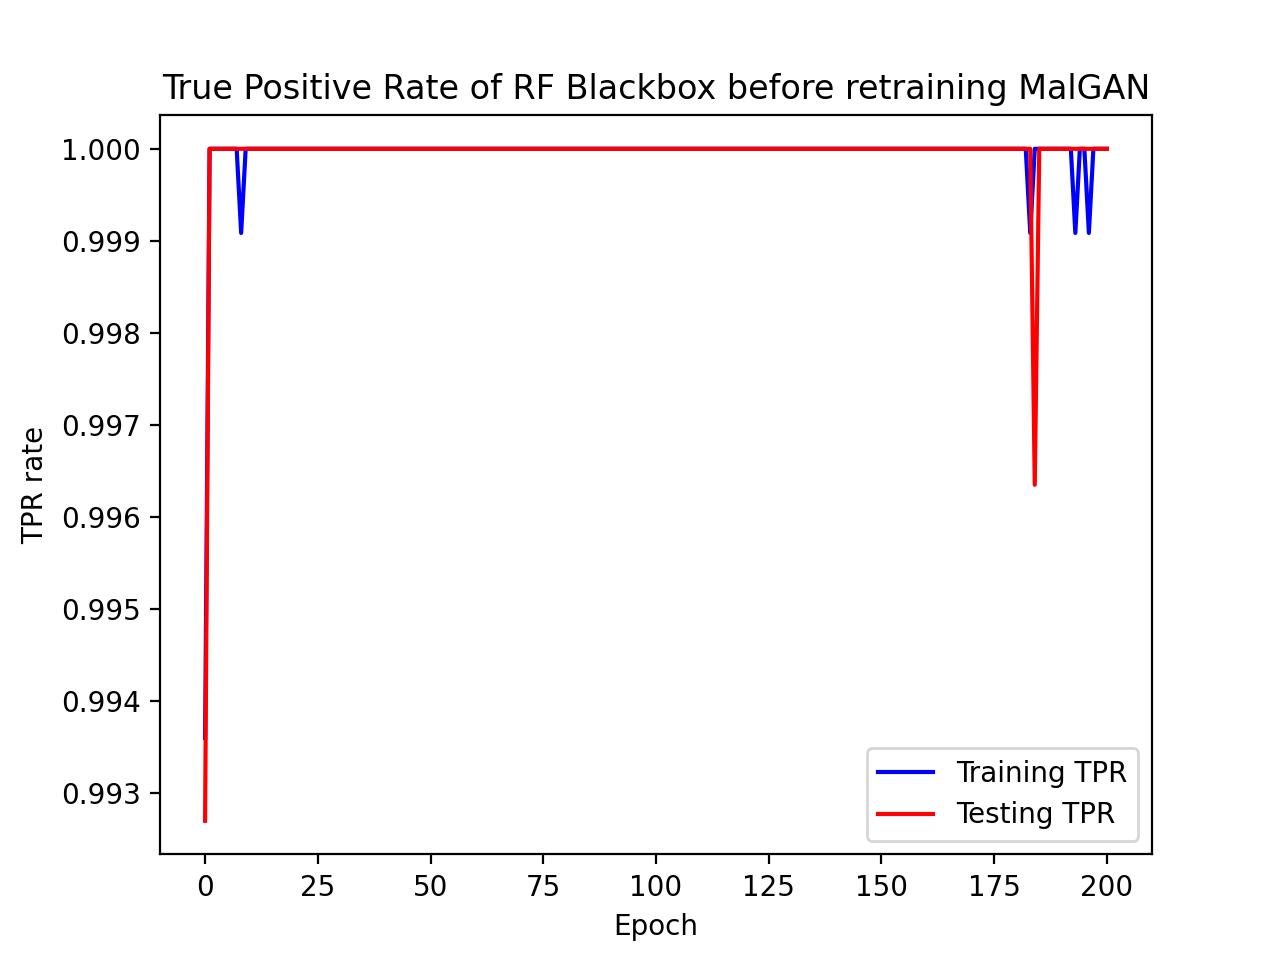 True Positive Rate of RF Blackbox before retraining MalGAN
1.000
0.999
0.998
0.997
0.996
0.995
0.994
0.993
TPR rate
0 25 50 75 100 125 150 175 200
Epoch
Training TPR
Testing TPR